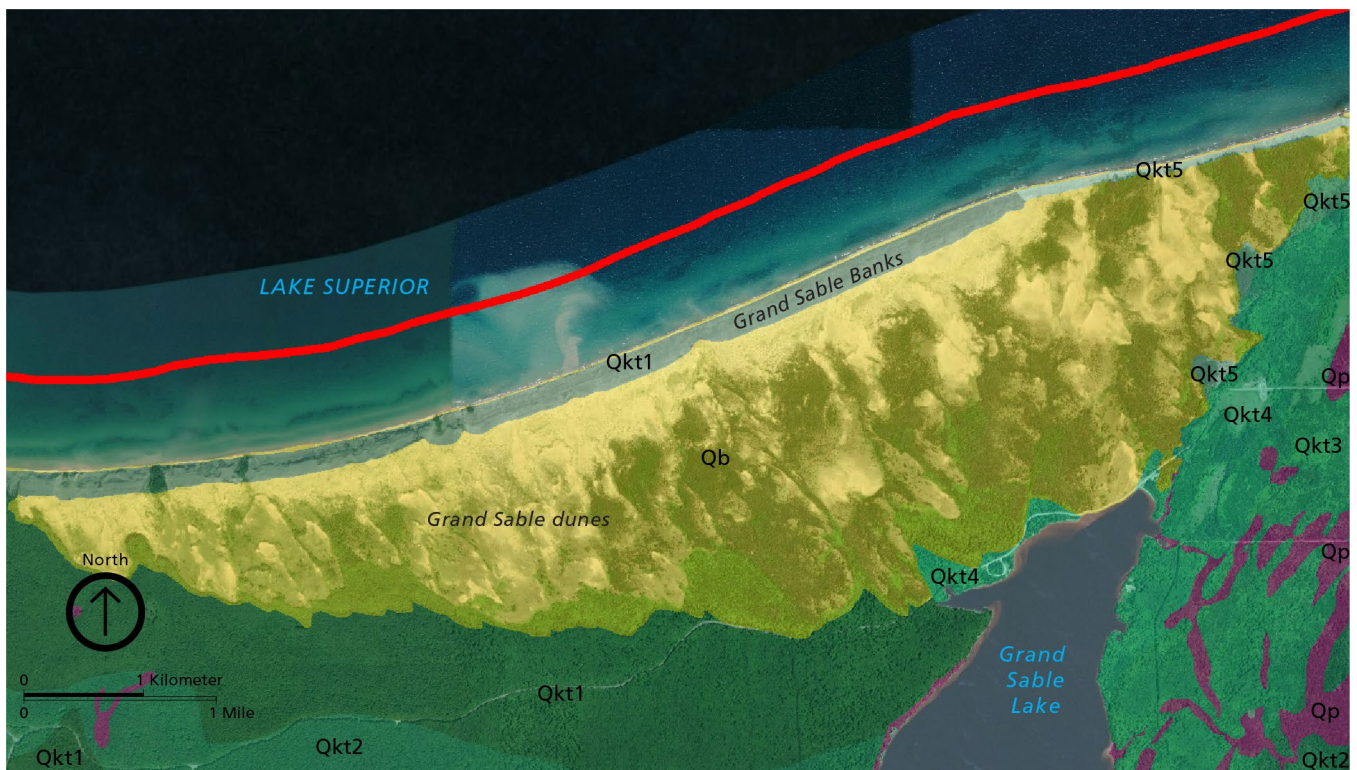 Qkt5
Qkt5
Qkt5
LAKE SUPERIOR
Grand Sable Banks
Qkt1
Qkt5
Qp
Qkt4
Qkt3
Qb
Grand Sable dunes
North
Qp
Qkt4
Grand
Sable
Lake
0 1 Kilometer
0 1 Mile
Qkt1
Qp
Qkt2
Qkt1
Qkt2